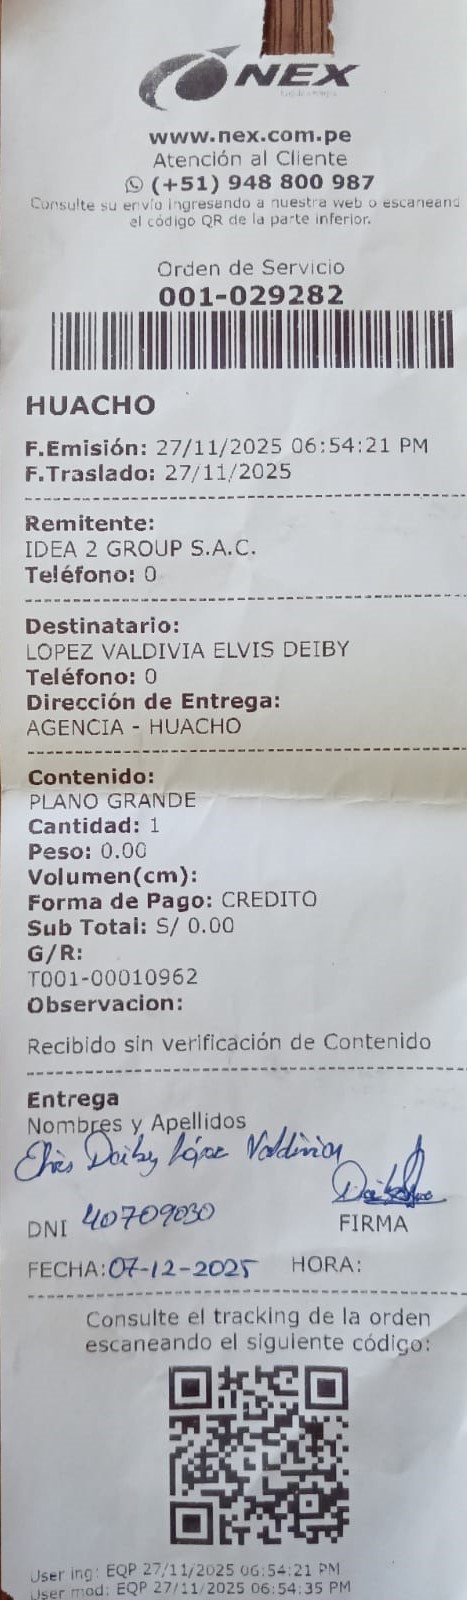 NEX
www.nex.com.pe
Atención al Cliente
(+51) 948 800 987
Consulte su envío ingresando a nuestra web o escaneand
el código QR de la parte inferior.
Orden de Servicio
001-029282
HUACHO
F.Emisión: 27/11/2025 06:54:21 PM
F.Traslado: 27/11/2025
Remitente:
IDEA 2 GROUP S.A.C.
Teléfono: 0
Destinatario:
LOPEZ VALDIVIA ELVIS DEIBY
Teléfono: 0
Dirección de Entrega:
AGENCIA - HUACHO
Contenido:
PLANO GRANDE
Cantidad: 1
Peso: 0.00
Volumen(cm):
Forma de Pago: CREDITO
Sub Total: S/ 0.00
G/R:
T001-00010962
Observacion:
Recibido sin verificación de Contenido
Entrega
Nombres y Apellidos
Elvis Deiby López Valdivia
DNI 40709030
FIRMA
FECHA: 07-12-2025 HORA:
Consulte el tracking de la orden
escaneando el siguiente código:
User ing: EQP 27/11/2025 06:54:21 PM
User mod: EQP 27/11/2025 06:54:35 PM